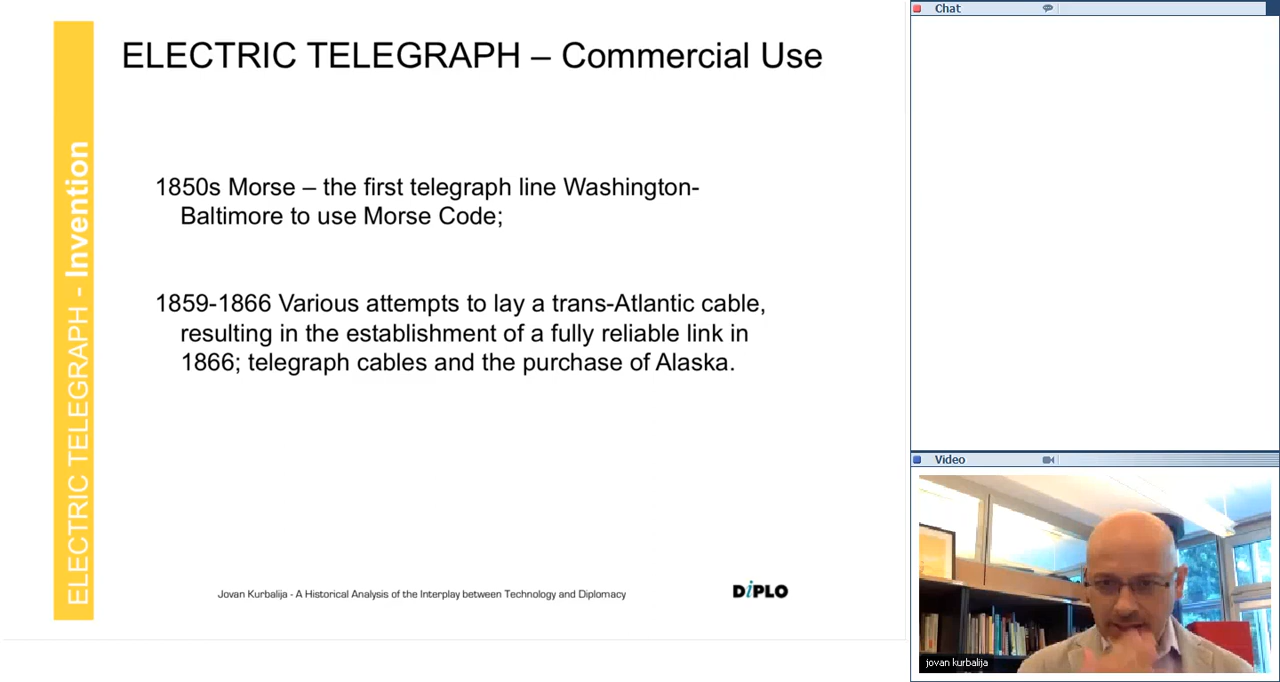 ELECTRIC TELEGRAPH – Commercial Use
ELECTRIC TELEGRAPH - Invention
1850s Morse – the first telegraph line Washington-
Baltimore to use Morse Code;
1859-1866 Various attempts to lay a trans-Atlantic cable,
resulting in the establishment of a fully reliable link in
1866; telegraph cables and the purchase of Alaska.
Jovan Kurbalija - A Historical Analysis of the Interplay between Technology and Diplomacy
DiPLO
Chat
Video
jovan kurbalija